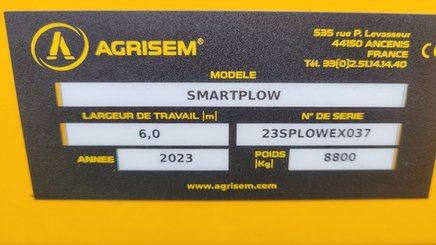 AGRISEM®
535 rue P. Levasseur
44150 ANCENIS
FRANCE
Tél. 33(0)2.51.14.14.40
MODELE
SMARTPLOW
LARGEUR DE TRAVAIL |m|
N° DE SERIE
6,0
23SPLOWEX037
ANNEE
2023
POIDS |Kg|
8800
www.agrisem.com